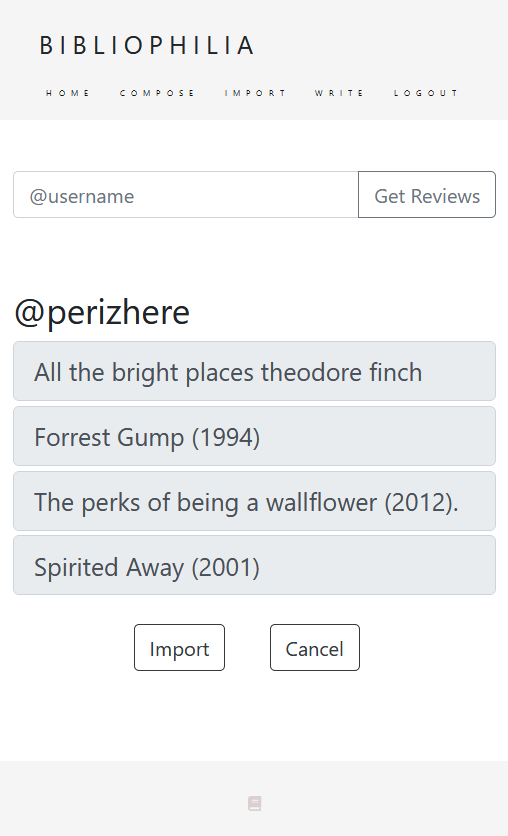 BIBLIOPHILIA
HOME COMPOSE IMPORT WRITE LOGOUT
@username Get Reviews
@perizhere
All the bright places theodore finch
Forrest Gump (1994)
The perks of being a wallflower (2012).
Spirited Away (2001)
Import Cancel